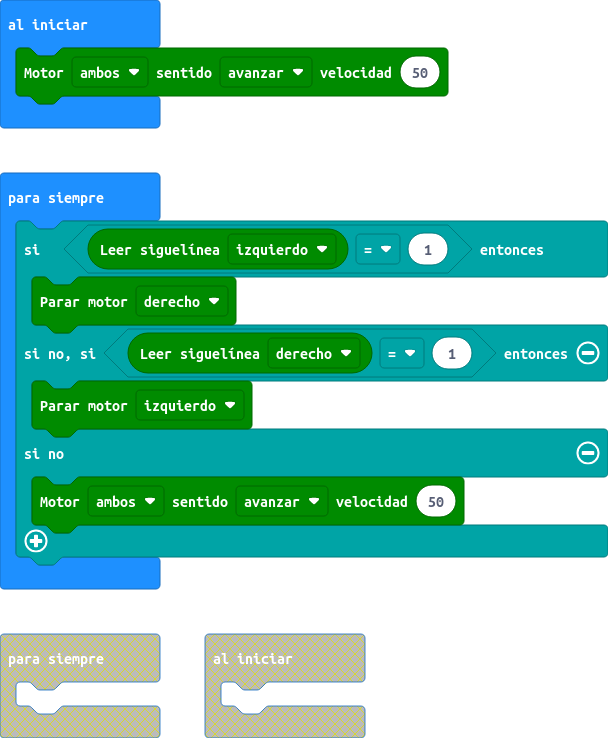 al iniciar
Motor ambos sentido avanzar velocidad 50
para siempre
si Leer siguelínea izquierdo = 1 entonces
Parar motor derecho
si no, si Leer siguelínea derecho = 1 entonces
Parar motor izquierdo
si no
Motor ambos sentido avanzar velocidad 50
para siempre al iniciar